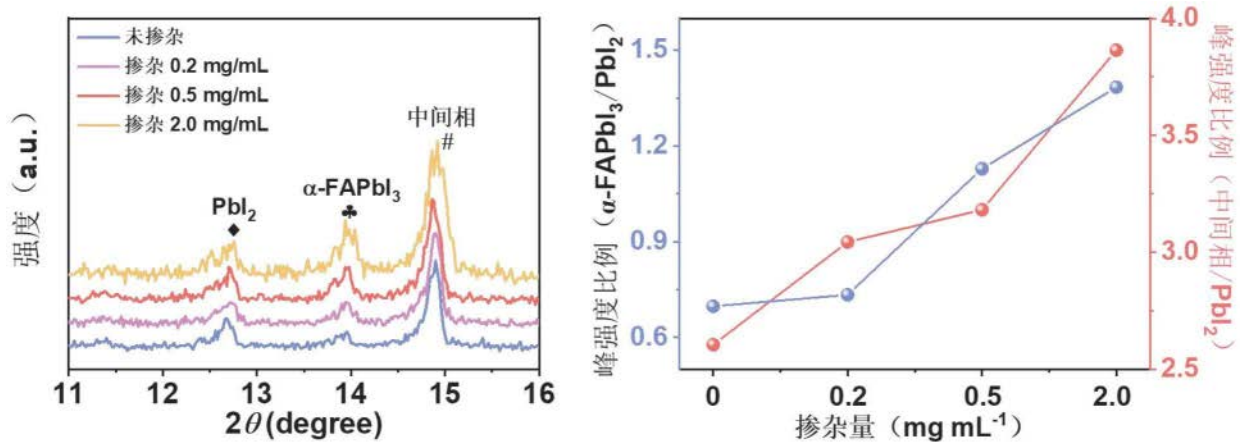 未掺杂
掺杂 0.2 mg/mL
掺杂 0.5 mg/mL
掺杂 2.0 mg/mL
中间相
#
α-FAPbI₃
♣
PbI₂
◆
强度（a.u.）
11 12 13 14 15 16
2θ (degree)
峰强度比例（α-FAPbI₃/PbI₂）
1.5
1.2
0.9
0.6
0 0.2 0.5 2.0
掺杂量（mg mL⁻¹）
4.0
3.5
3.0
2.5
峰强度比例（中间相/PbI₂）